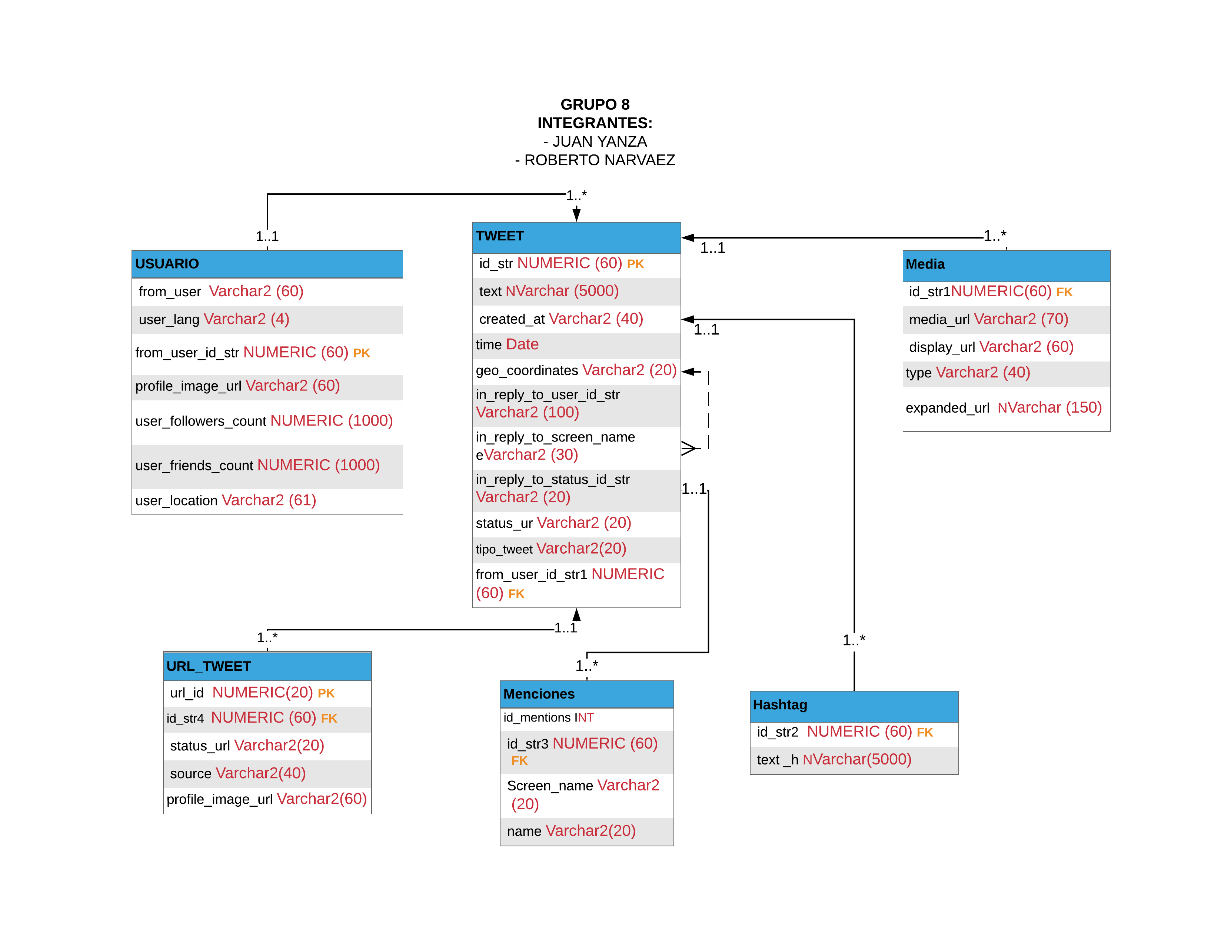 GRUPO 8
INTEGRANTES:
- JUAN YANZA
- ROBERTO NARVAEZ
1..*
1..1
USUARIO
from_user Varchar2 (60)
user_lang Varchar2 (4)
from_user_id_str NUMERIC (60) PK
profile_image_url Varchar2 (60)
user_followers_count NUMERIC (1000)
user_friends_count NUMERIC (1000)
user_location Varchar2 (61)
TWEET
id_str NUMERIC (60) PK
text NVarchar (5000)
created_at Varchar2 (40)
time Date
geo_coordinates Varchar2 (20)
in_reply_to_user_id_str
Varchar2 (100)
in_reply_to_screen_name
eVarchar2 (30)
in_reply_to_status_id_str
Varchar2 (20)
status_ur Varchar2 (20)
tipo_tweet Varchar2(20)
from_user_id_str1 NUMERIC
(60) FK
1..*
1..1
1..1
1..1
Media
id_str1NUMERIC(60) FK
media_url Varchar2 (70)
display_url Varchar2 (60)
type Varchar2 (40)
expanded_url NVarchar (150)
1..1
1..*
URL_TWEET
url_id NUMERIC(20) PK
id_str4 NUMERIC (60) FK
status_url Varchar2(20)
source Varchar2(40)
profile_image_url Varchar2(60)
1..*
Menciones
id_mentions INT
id_str3 NUMERIC (60)
FK
Screen_name Varchar2
(20)
name Varchar2(20)
1..*
Hashtag
id_str2 NUMERIC (60) FK
text _h NVarchar(5000)